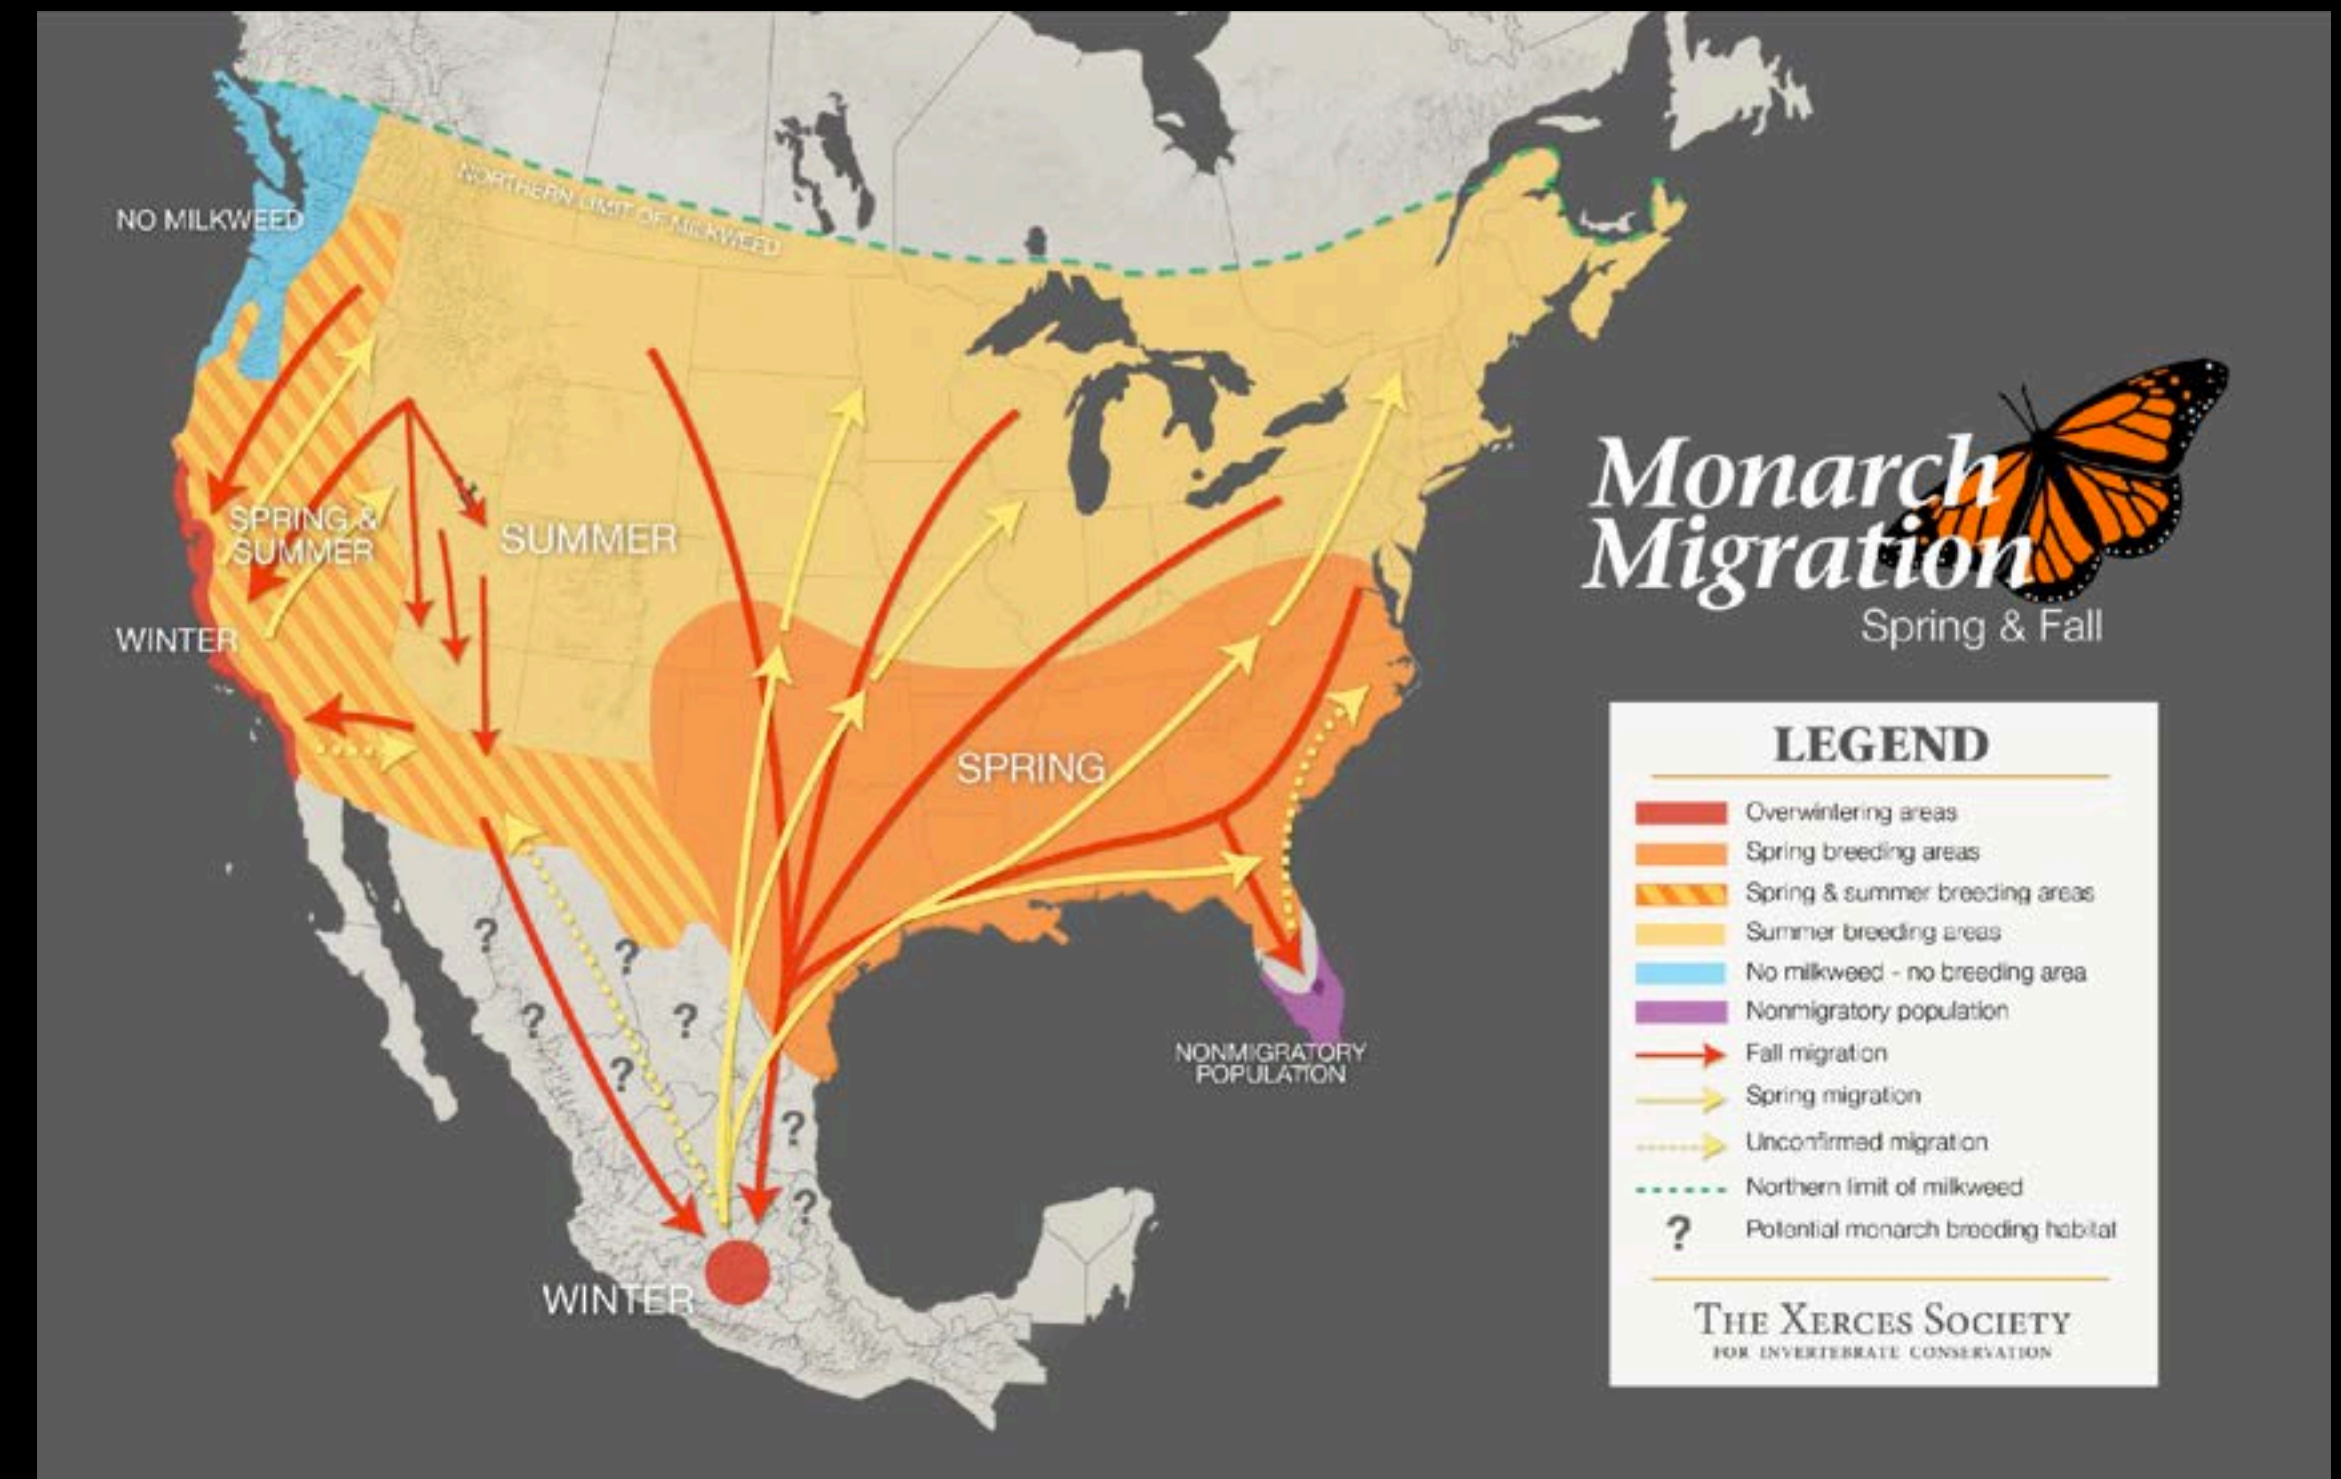 NO MILKWEED
NORTHERN LIMIT OF MILKWEED
SPRING &
SUMMER
SUMMER
WINTER
SPRING
NONMIGRATORY
POPULATION
WINTER
?
?
?
?
?
?
?
Monarch
Migration
Spring & Fall
LEGEND
Overwintering areas
Spring breeding areas
Spring & summer breeding areas
Summer breeding areas
No milkweed - no breeding area
Nonmigratory population
Fall migration
Spring migration
Unconfirmed migration
Northern limit of milkweed
? Potential monarch breeding habitat
THE XERCES SOCIETY
FOR INVERTEBRATE CONSERVATION